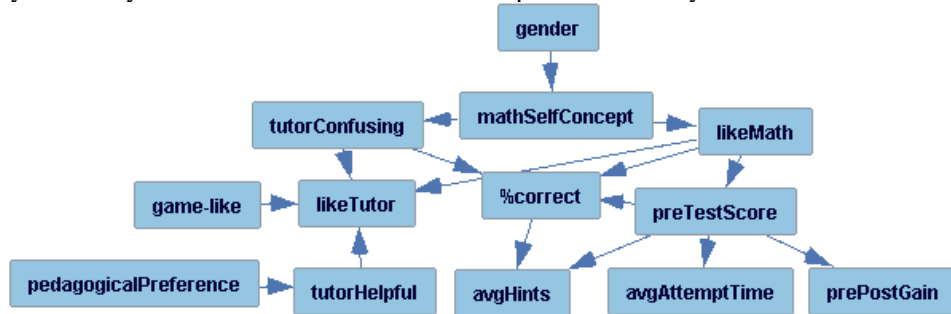 gender
mathSelfConcept
tutorConfusing
likeMath
game-like
likeTutor
%correct
preTestScore
pedagogicalPreference
tutorHelpful
avgHints
avgAttemptTime
prePostGain